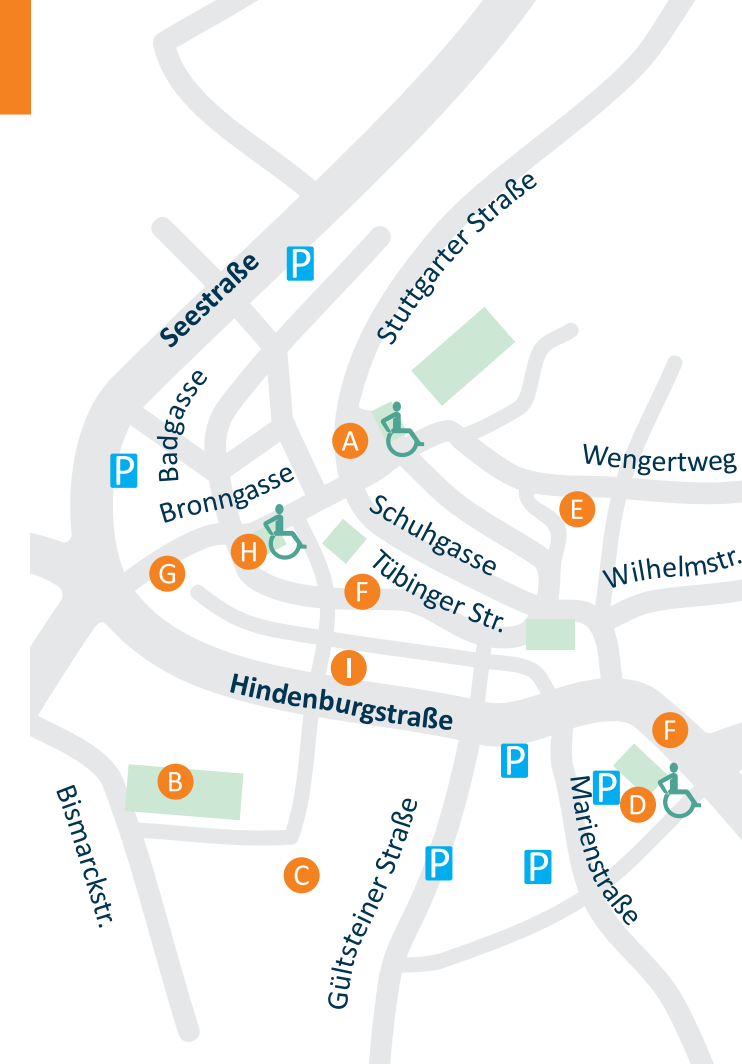 Stuttgarter Straße
P
Seestraße
Badgasse
A
Wengertweg
P
Bronngasse
E
Schuhgasse
H
Tübinger Str.
Wilhelmstr.
G
F
I
Hindenburgstraße
F
P
B
P
D
Marienstraße
Bismarckstr.
Gültsteiner Straße
P
P
C